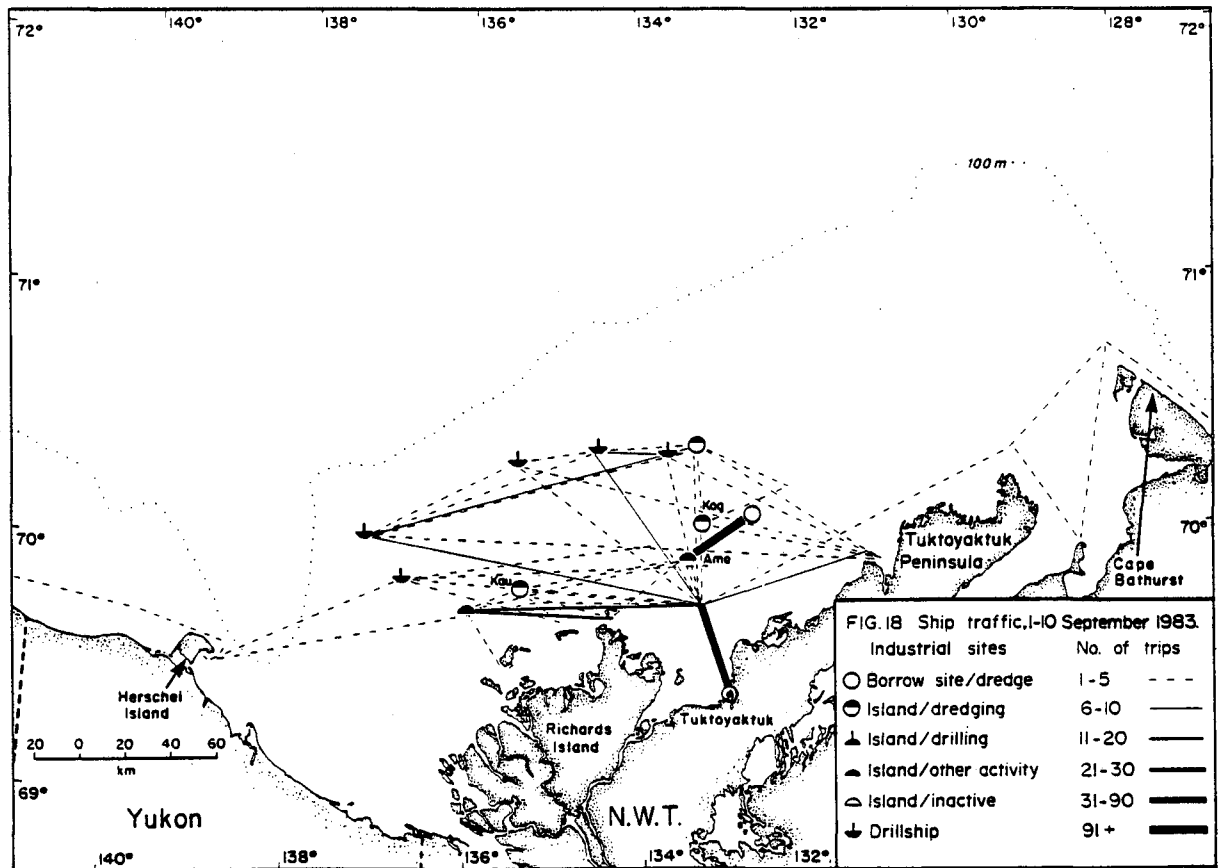 72°
140°
138°
136°
134°
132°
130°
128°
72°
100 m
71°
71°
70°
70°
Kog
Ame
Kau
Tuktoyaktuk
Peninsula
Cape
Bathurst
Herschel
Island
Richards
Island
Tuktoyaktuk
20 0 20 40 60
km
69°
Yukon
N.W.T.
140°
138°
136°
134°
132°
FIG. 18 Ship traffic, 1-10 September 1983.
Industrial sites No. of trips
Borrow site/dredge 1-5
Island/dredging 6-10
Island/drilling 11-20
Island/other activity 21-30
Island/inactive 31-90
Drillship 91+